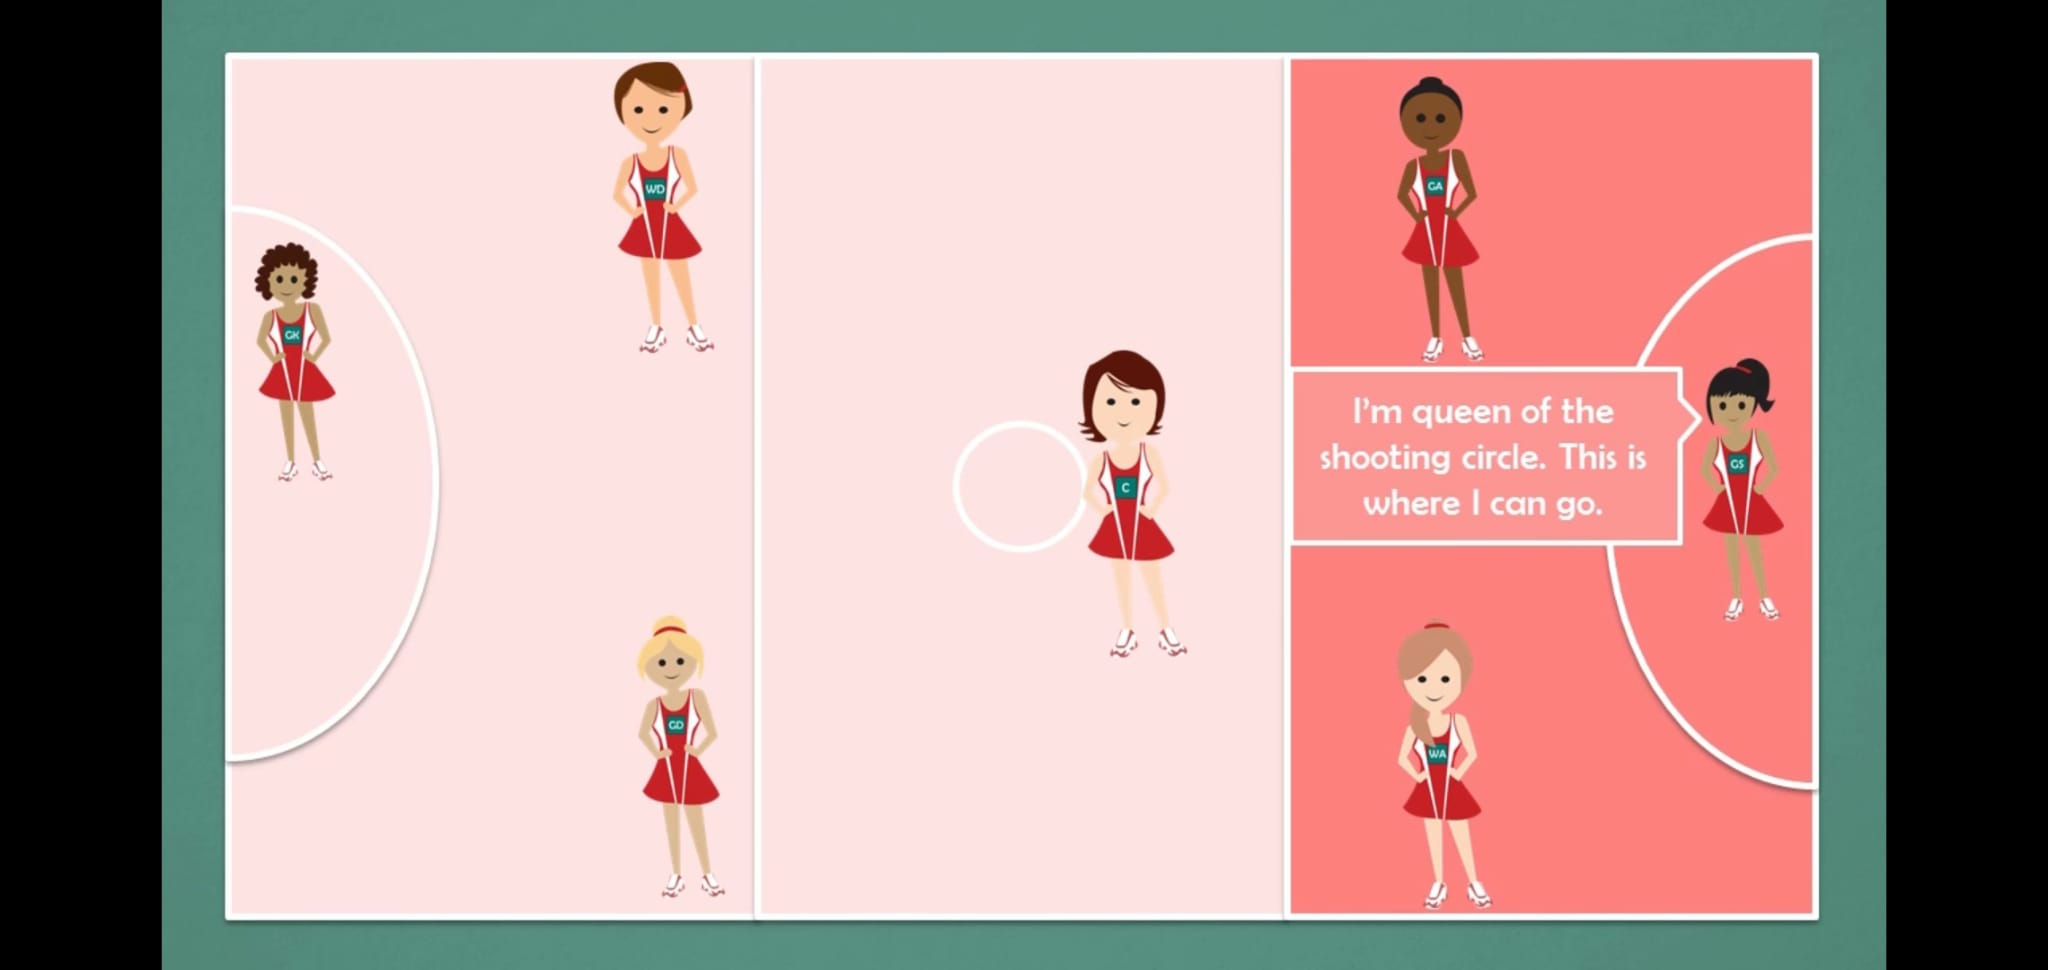 WD
GA
GK
I'm queen of the
shooting circle. This is
where I can go.
GS
C
GD
WA